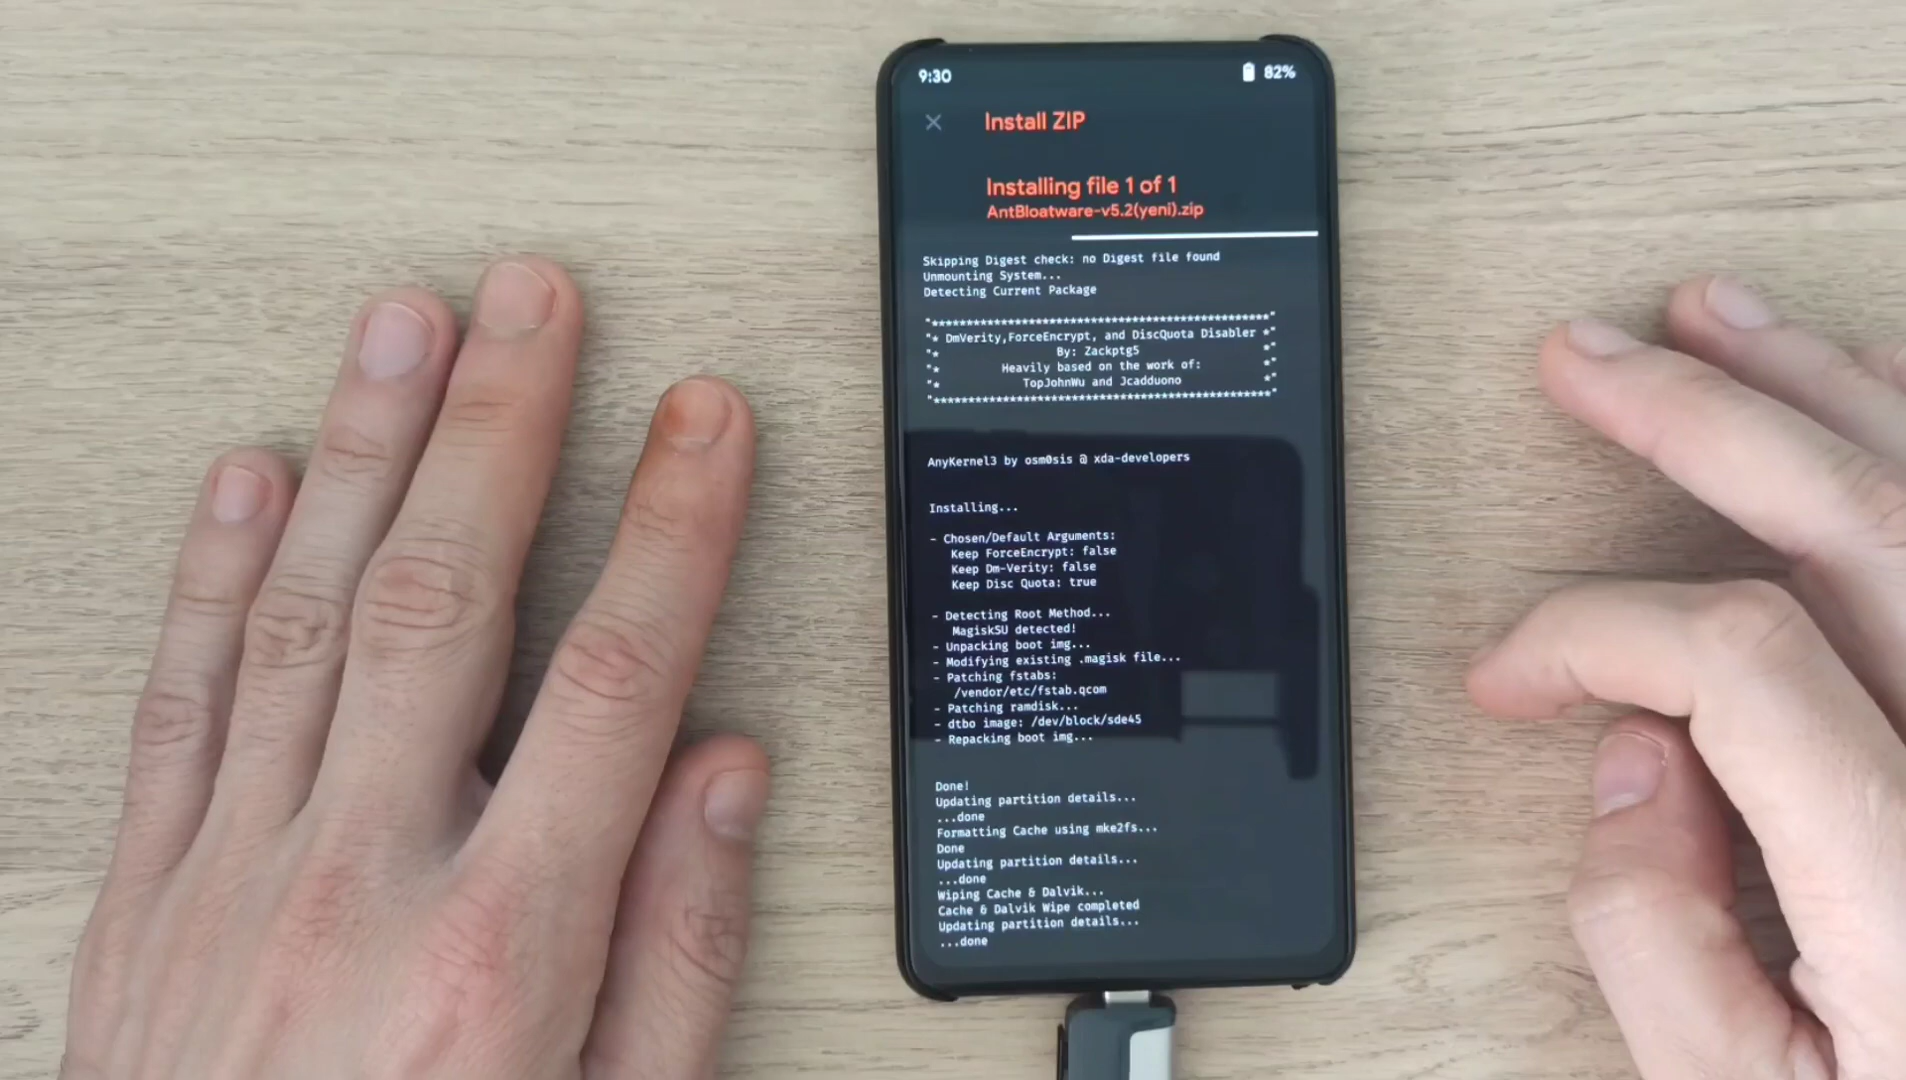 9:30
82%
Install ZIP
Installing file 1 of 1
AntBloatware-v5.2(yeni).zip
Skipping Digest check: no Digest file found
Unmounting System...
Detecting Current Package
"*************************************************"
"* DmVerity,ForceEncrypt, and DiscQuota Disabler *"
"* By: Zackptg5 *"
"* Heavily based on the work of: *"
"* TopJohnWu and Jcadduono *"
"*************************************************"
AnyKernel3 by osm0sis @ xda-developers
Installing...
- Chosen/Default Arguments:
Keep ForceEncrypt: false
Keep Dm-Verity: false
Keep Disc Quota: true
- Detecting Root Method...
MagiskSU detected!
- Unpacking boot img...
- Modifying existing .magisk file...
- Patching fstabs:
/vendor/etc/fstab.qcom
- Patching ramdisk...
- dtbo image: /dev/block/sde45
- Repacking boot img...
Done!
Updating partition details...
...done
Formatting Cache using mke2fs...
Done
Updating partition details...
...done
Wiping Cache & Dalvik...
Cache & Dalvik Wipe completed
Updating partition details...
...done